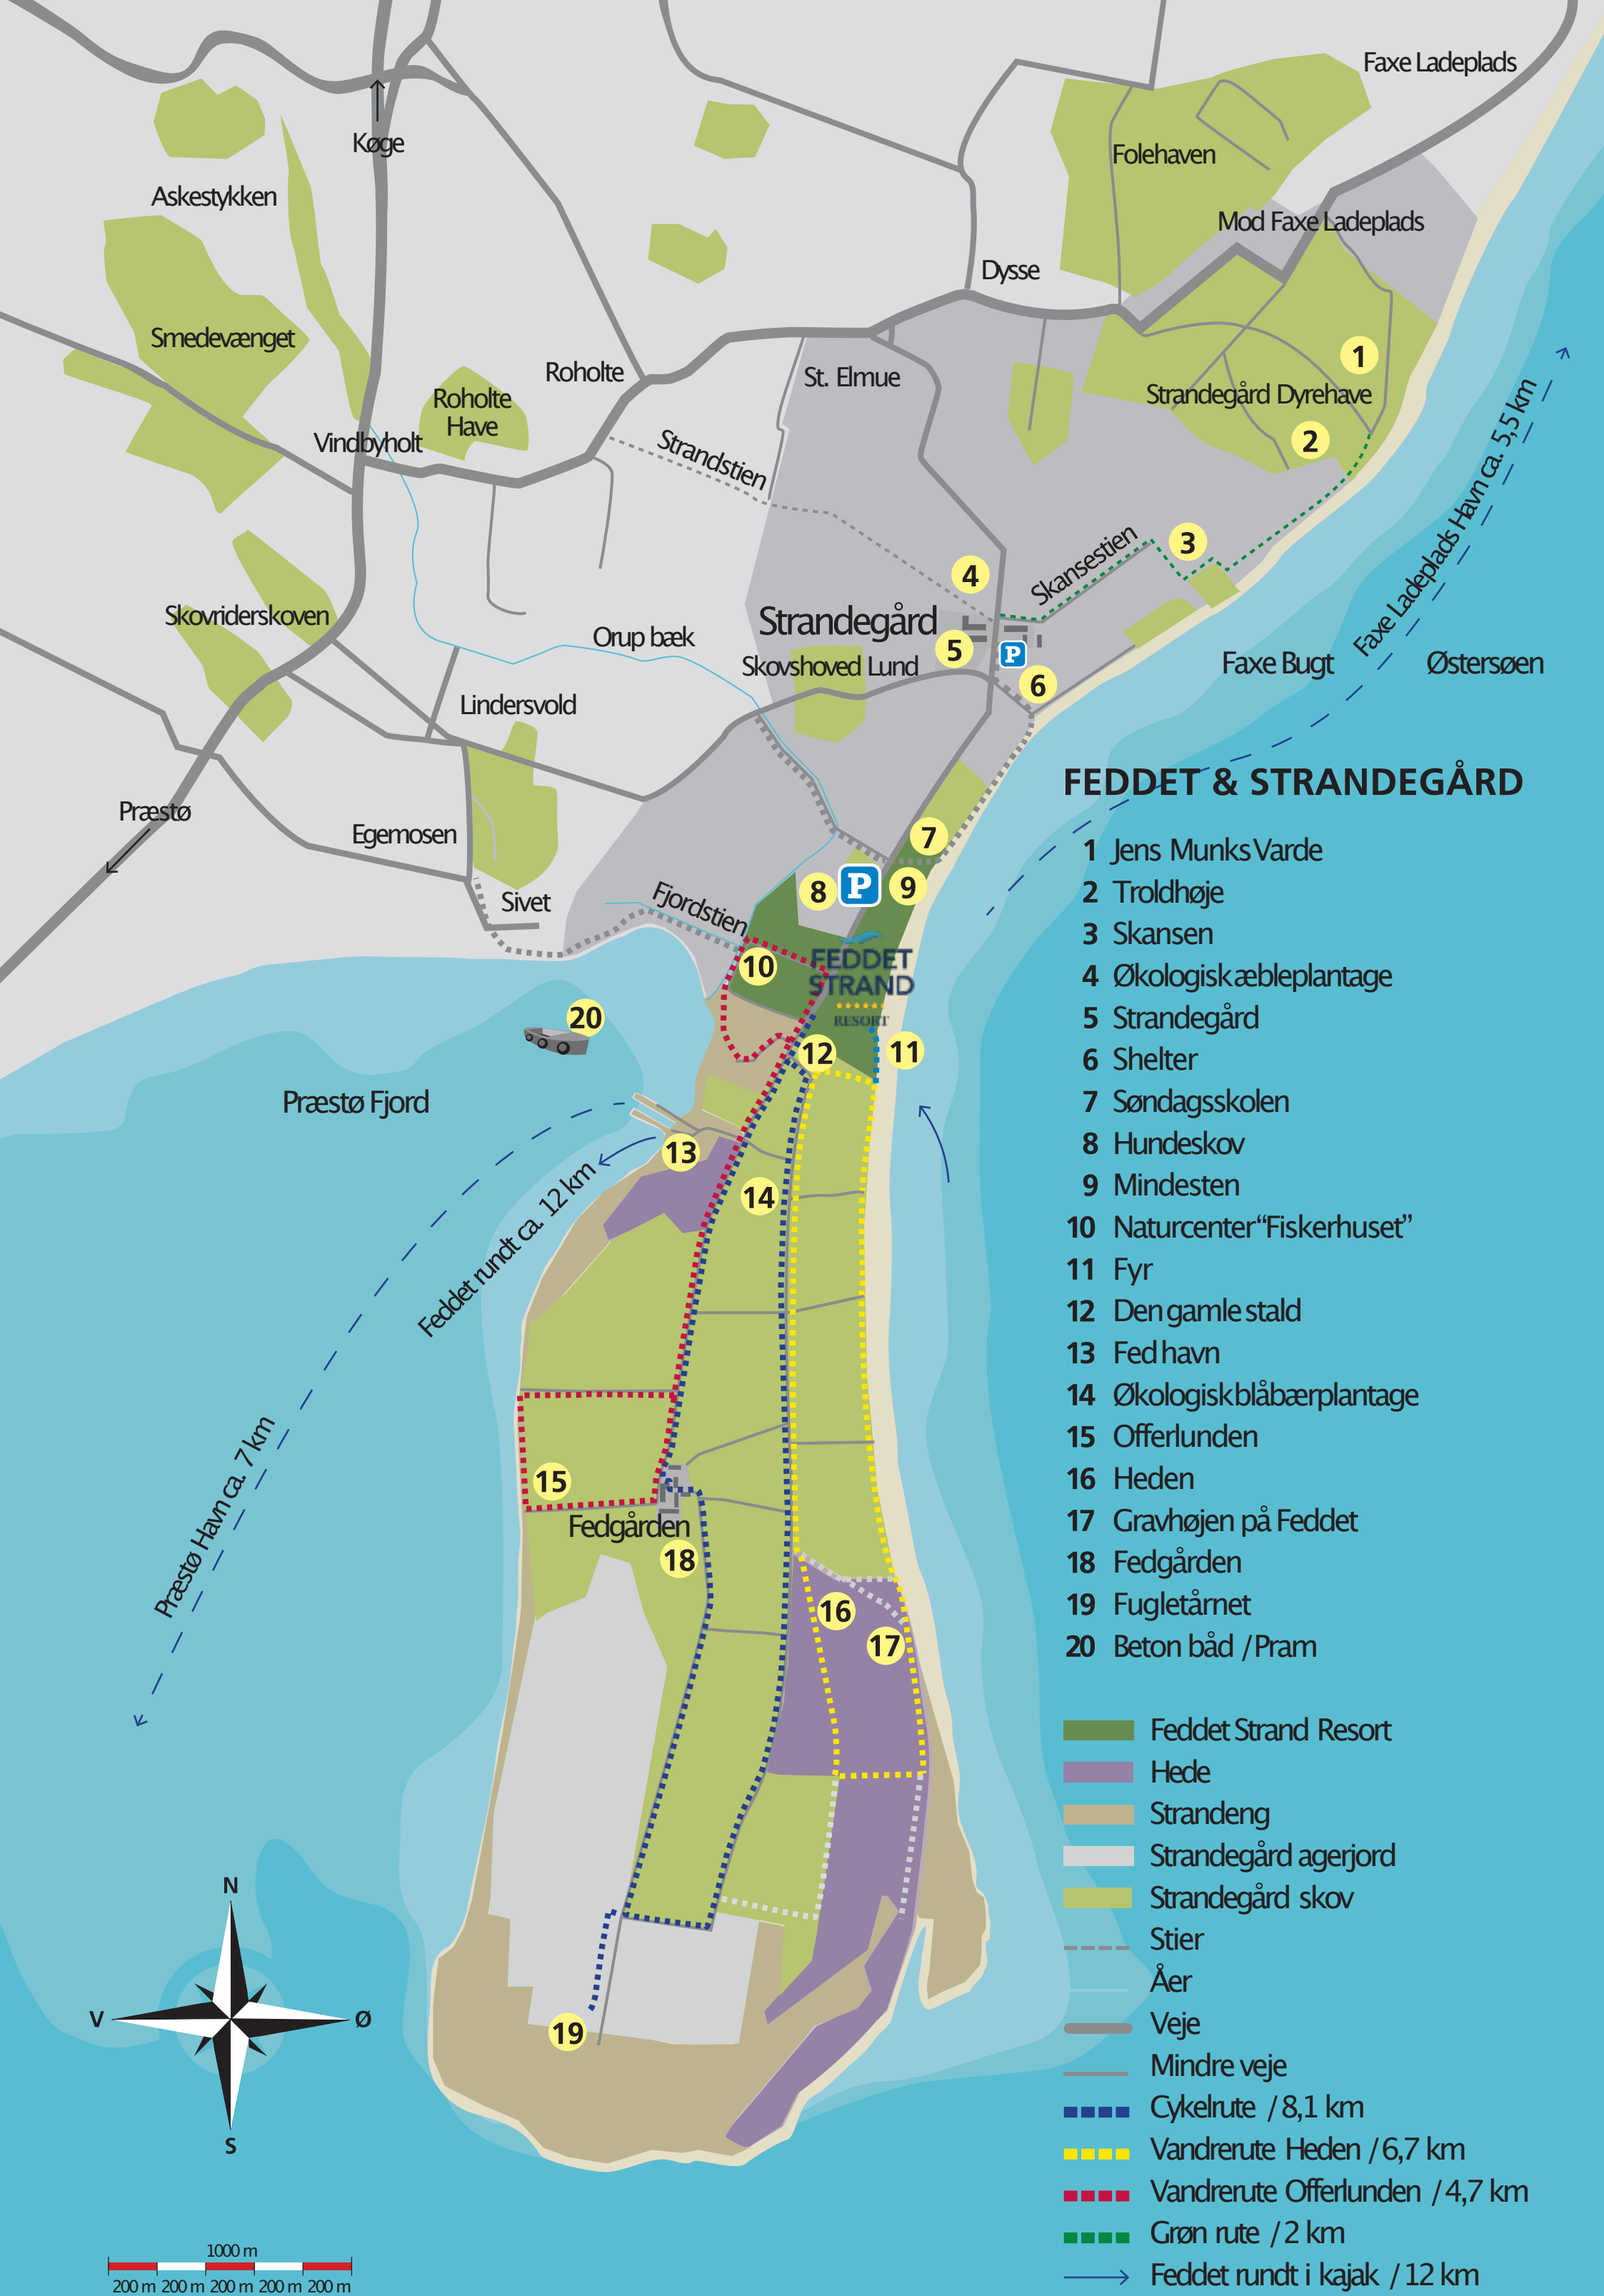 Faxe Ladeplads
Køge
Folehaven
Askestykken
Mod Faxe Ladeplads
Dysse
Smedevænget
1
Roholte
St. Elmue
Strandegård Dyrehave
Roholte
Have
2
Vindbyholt
Strandstien
Faxe Ladeplads Havn ca. 5,5 km
3
Skansestien
4
Skovriderskoven
Strandegård
Orup bæk
5
P
Skovshoved Lund
Faxe Bugt
Østersøen
6
Lindersvold
Præstø
Egemosen
7
8
P
9
Sivet
Fjordstien
10
FEDDET
STRAND
RESORT
20
12
11
Præstø Fjord
13
14
Feddet rundt ca. 12 km
Præstø Havn ca. 7 km
15
Fedgården
18
16
17
19
FEDDET & STRANDEGÅRD
1 Jens Munks Varde
2 Troldhøje
3 Skansen
4 Økologisk æbleplantage
5 Strandegård
6 Shelter
7 Søndagsskolen
8 Hundeskov
9 Mindesten
10 Naturcenter “Fiskerhuset”
11 Fyr
12 Den gamle stald
13 Fed havn
14 Økologisk blåbærplantage
15 Offerlunden
16 Heden
17 Gravhøjen på Feddet
18 Fedgården
19 Fugletårnet
20 Beton båd / Pram
Feddet Strand Resort
Hede
Strandeng
Strandegård agerjord
Strandegård skov
Stier
Åer
Veje
Mindre veje
Cykelrute / 8,1 km
Vandrerute Heden / 6,7 km
Vandrerute Offerlunden / 4,7 km
Grøn rute / 2 km
Feddet rundt i kajak / 12 km
N
V
Ø
S
1000 m
200 m 200 m 200 m 200 m 200 m